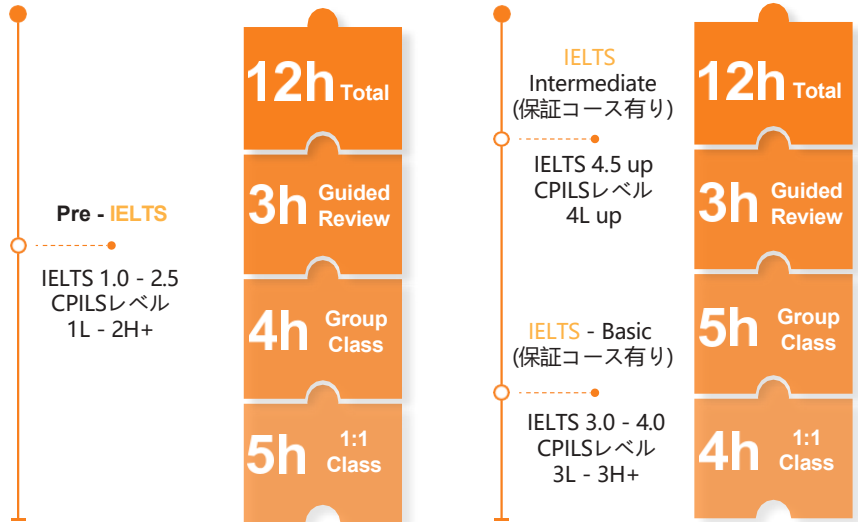 Pre - IELTS
IELTS 1.0 - 2.5
CPILSレベル
1L - 2H+
12h Total
3h Guided
Review
4h Group
Class
5h 1:1
Class
IELTS
Intermediate
(保証コース有り)
IELTS 4.5 up
CPILSレベル
4L up
IELTS - Basic
(保証コース有り)
IELTS 3.0 - 4.0
CPILSレベル
3L - 3H+
12h Total
3h Guided
Review
5h Group
Class
4h 1:1
Class